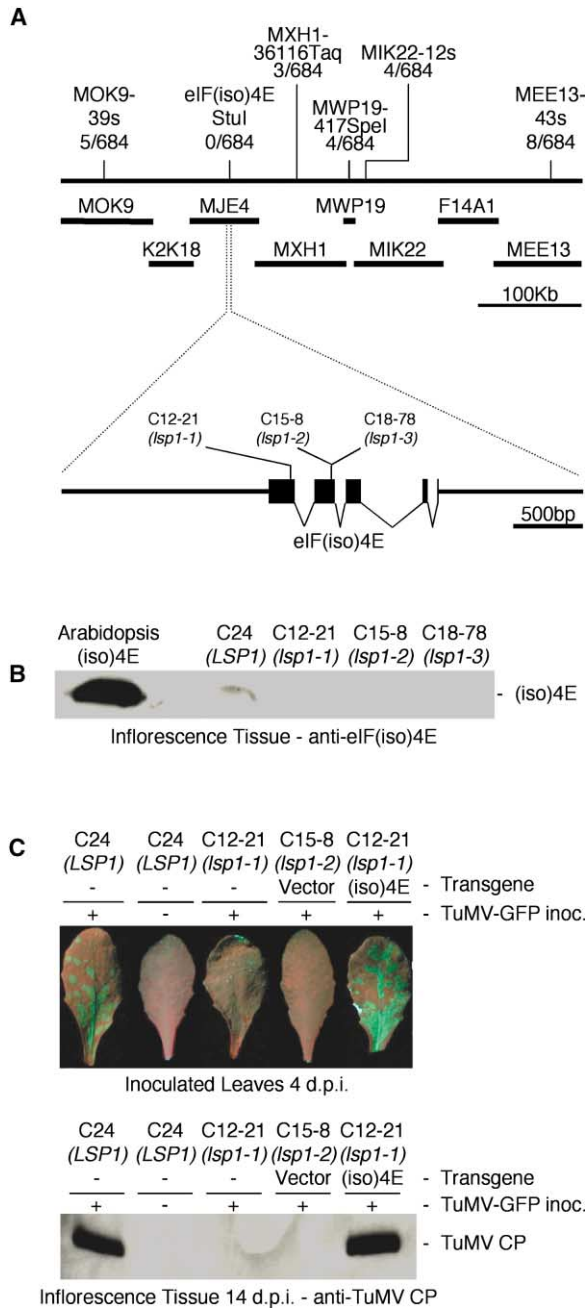 A
MXH1-
36116Taq
3/684
MIK22-12s
4/684
MOK9-
39s
5/684
eIF(iso)4E
StuI
0/684
MWP19-
417SpeI
4/684
MEE13-
43s
8/684
MOK9
MJE4
MWP19
F14A1
K2K18
MXH1
MIK22
MEE13
100Kb
C12-21
(lsp1-1)
C15-8
(lsp1-2)
C18-78
(lsp1-3)
eIF(iso)4E
500bp
B
Arabidopsis
(iso)4E
C24
(LSP1)
C12-21
(lsp1-1)
C15-8
(lsp1-2)
C18-78
(lsp1-3)
- (iso)4E
Inflorescence Tissue - anti-eIF(iso)4E
C
C24 C24 C12-21 C15-8 C12-21
(LSP1) (LSP1) (lsp1-1) (lsp1-2) (lsp1-1)
- - - Vector (iso)4E - Transgene
+ - + + + - TuMV-GFP inoc.
Inoculated Leaves 4 d.p.i.
C24 C24 C12-21 C15-8 C12-21
(LSP1) (LSP1) (lsp1-1) (lsp1-2) (lsp1-1)
- - - Vector (iso)4E - Transgene
+ - + + + - TuMV-GFP inoc.
- TuMV CP
Inflorescence Tissue 14 d.p.i. - anti-TuMV CP